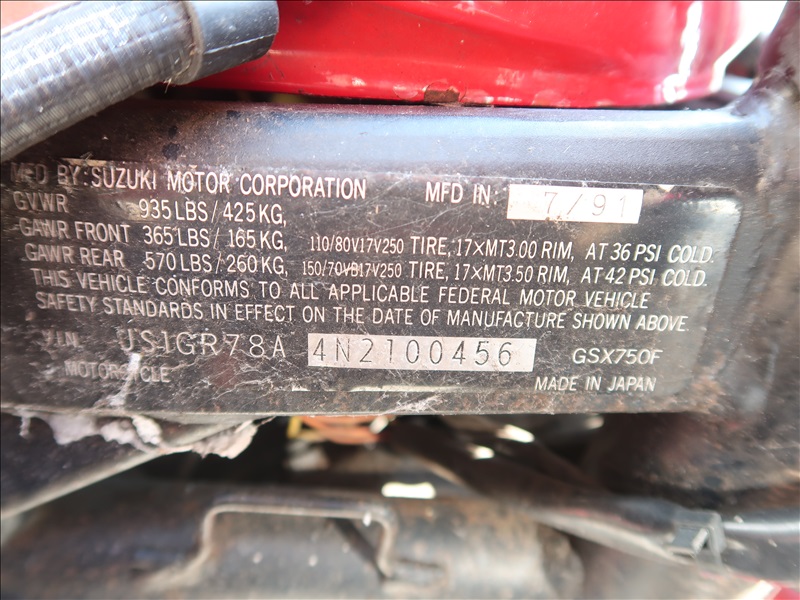 MFD BY: SUZUKI MOTOR CORPORATION MFD IN: 7/91
GVWR 935 LBS/425 KG,
GAWR FRONT 365 LBS/165 KG, 110/80V17V250 TIRE, 17×MT3.00 RIM, AT 36 PSI COLD.
GAWR REAR 570 LBS/260 KG, 150/70VB17V250 TIRE, 17×MT3.50 RIM, AT 42 PSI COLD.
THIS VEHICLE CONFORMS TO ALL APPLICABLE FEDERAL MOTOR VEHICLE
SAFETY STANDARDS IN EFFECT ON THE DATE OF MANUFACTURE SHOWN ABOVE.
V.I.N. JS1GR78A 4N2100456 GSX750F
MOTORCYCLE MADE IN JAPAN